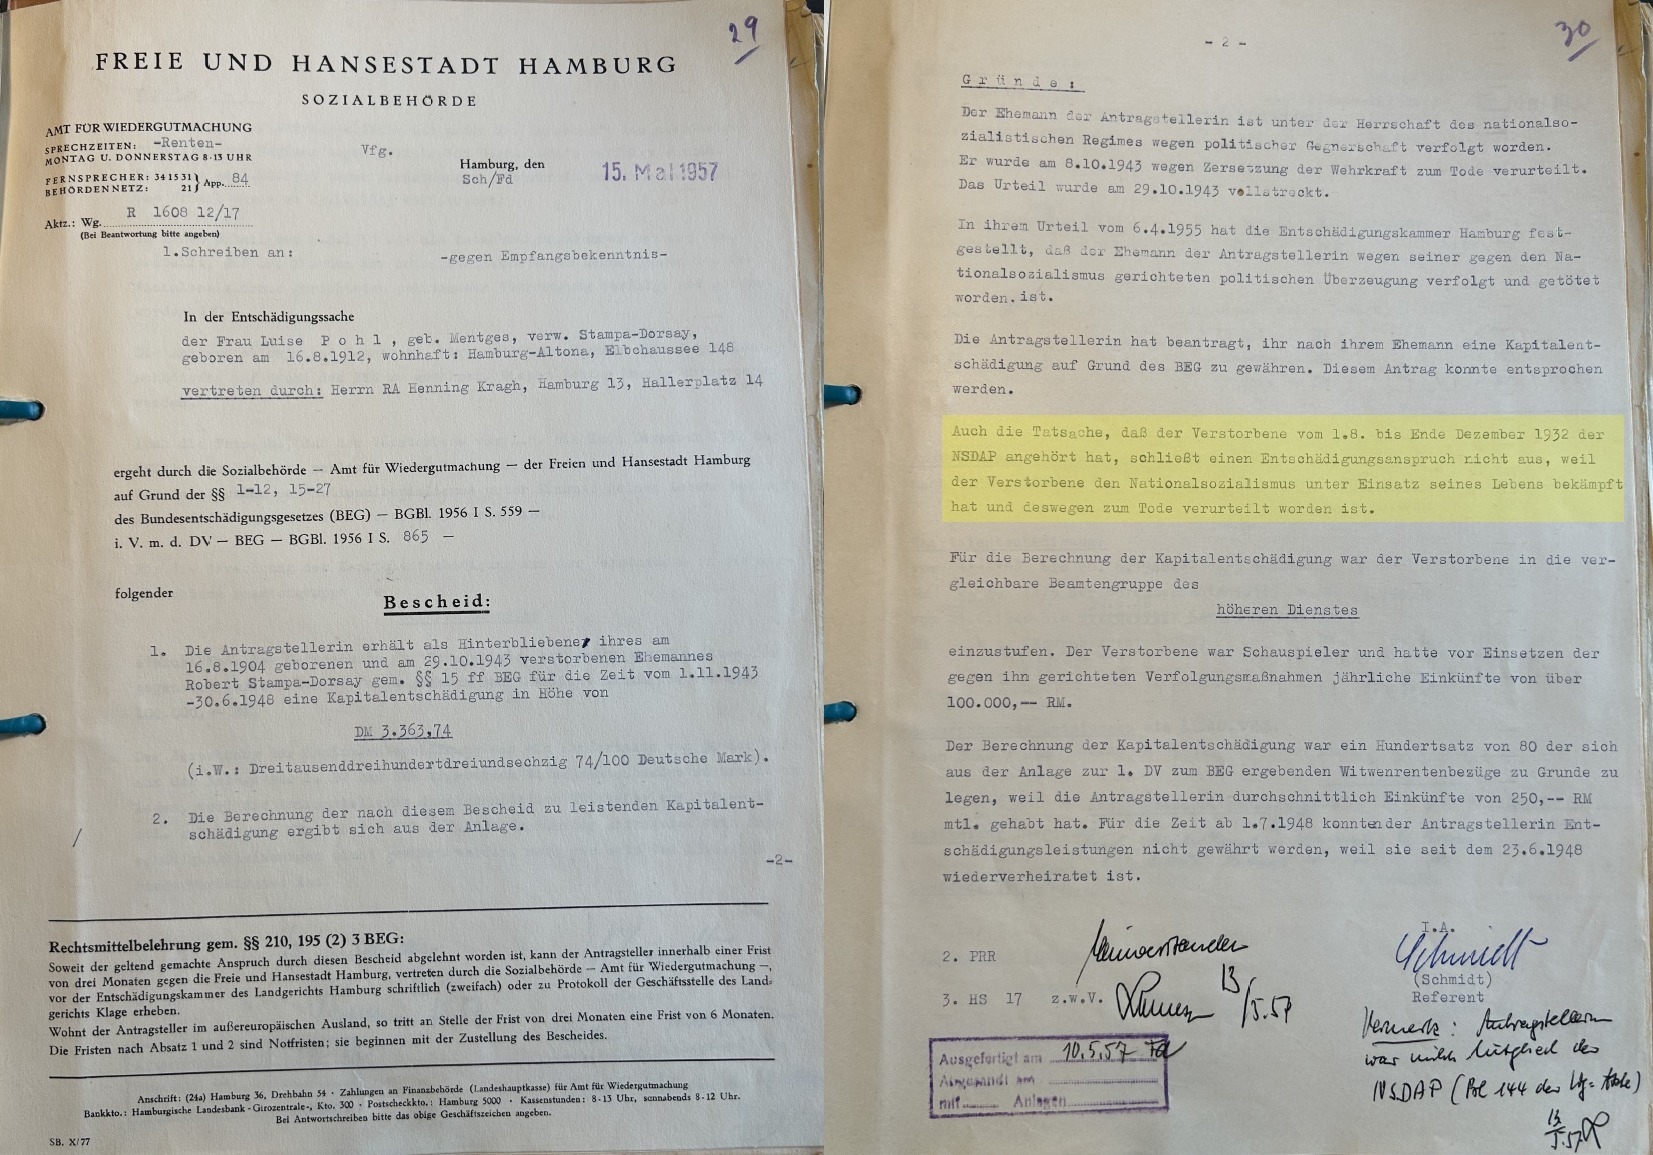 29
FREIE UND HANSESTADT HAMBURG
SOZIALBEHÖRDE
AMT FÜR WIEDERGUTMACHUNG
SPRECHZEITEN: -Renten-
MONTAG U. DONNERSTAG 8-13 UHR
FERNSPRECHER: 341531
BEHÖRDENNETZ: 21 } App. 84
Aktz.: Wg. R 1608 12/17
(Bei Beantwortung bitte angeben)
Vfg.
Hamburg, den 15. Mai 1957
Sch/Fd
1.Schreiben an: -gegen Empfangsbekenntnis-
In der Entschädigungssache
der Frau Luise P o h l , geb. Mentges, verw. Stampa-Dorsay,
geboren am 16.8.1912, wohnhaft: Hamburg-Altona, Elbchaussee 148
vertreten durch: Herrn RA Henning Kragh, Hamburg 13, Hallerplatz 14
ergeht durch die Sozialbehörde — Amt für Wiedergutmachung — der Freien und Hansestadt Hamburg
auf Grund der §§ 1-12, 15-27
des Bundesentschädigungsgesetzes (BEG) — BGBl. 1956 I S. 559 —
i. V. m. d. DV — BEG — BGBl. 1956 I S. 865 —
folgender
Bescheid:
1. Die Antragstellerin erhält als Hinterbliebene ihres am
16.8.1904 geborenen und am 29.10.1943 verstorbenen Ehemannes
Robert Stampa-Dorsay gem. §§ 15 ff BEG für die Zeit vom 1.11.1943
-30.6.1948 eine Kapitalentschädigung in Höhe von
DM 3.363,74
(i.W.: Dreitausenddreihundertdreiundsechzig 74/100 Deutsche Mark).
2. Die Berechnung der nach diesem Bescheid zu leistenden Kapitalent-
schädigung ergibt sich aus der Anlage.
-2-
Rechtsmittelbelehrung gem. §§ 210, 195 (2) 3 BEG:
Soweit der geltend gemachte Anspruch durch diesen Bescheid abgelehnt worden ist, kann der Antragsteller innerhalb einer Frist
von drei Monaten gegen die Freie und Hansestadt Hamburg, vertreten durch die Sozialbehörde — Amt für Wiedergutmachung —,
vor der Entschädigungskammer des Landgerichts Hamburg schriftlich (zweifach) oder zu Protokoll der Geschäftsstelle des Land-
gerichts Klage erheben.
Wohnt der Antragsteller im außereuropäischen Ausland, so tritt an Stelle der Frist von drei Monaten eine Frist von 6 Monaten.
Die Fristen nach Absatz 1 und 2 sind Notfristen; sie beginnen mit der Zustellung des Bescheides.
Anschrift: (24a) Hamburg 36, Drehbahn 54 · Zahlungen an Finanzbehörde (Landeshauptkasse) für Amt für Wiedergutmachung
Bankkto.: Hamburgische Landesbank - Girozentrale-, Kto. 300 · Postscheckkto.: Hamburg 5000 · Kassenstunden: 8-13 Uhr, sonnabends 8-12 Uhr.
Bei Antwortschreiben bitte das obige Geschäftszeichen angeben.
SB. X/77
30
- 2 -
G r ü n d e :
Der Ehemann der Antragstellerin ist unter der Herrschaft des nationalso-
zialistischen Regimes wegen politischer Gegnerschaft verfolgt worden.
Er wurde am 8.10.1943 wegen Zersetzung der Wehrkraft zum Tode verurteilt.
Das Urteil wurde am 29.10.1943 vollstreckt.
In ihrem Urteil vom 6.4.1955 hat die Entschädigungskammer Hamburg fest-
gestellt, daß der Ehemann der Antragstellerin wegen seiner gegen den Na-
tionalsozialismus gerichteten politischen Überzeugung verfolgt und getötet
worden.ist.
Die Antragstellerin hat beantragt, ihr nach ihrem Ehemann eine Kapitalent-
schädigung auf Grund des BEG zu gewähren. Diesem Antrag konnte entsprochen
werden.
Auch die Tatsache, daß der Verstorbene vom 1.8. bis Ende Dezember 1932 der
NSDAP angehört hat, schließt einen Entschädigungsanspruch nicht aus, weil
der Verstorbene den Nationalsozialismus unter Einsatz seines Lebens bekämpft
hat und deswegen zum Tode verurteilt worden ist.
Für die Berechnung der Kapitalentschädigung war der Verstorbene in die ver-
gleichbare Beamtengruppe des
höheren Dienstes
einzustufen. Der Verstorbene war Schauspieler und hatte vor Einsetzen der
gegen ihn gerichteten Verfolgungsmaßnahmen jährliche Einkünfte von über
100.000,-- RM.
Der Berechnung der Kapitalentschädigung war ein Hundertsatz von 80 der sich
aus der Anlage zur 1. DV zum BEG ergebenden Witwenrentenbezüge zu Grunde zu
legen, weil die Antragstellerin durchschnittlich Einkünfte von 250,-- RM
mtl. gehabt hat. Für die Zeit ab 1.7.1948 konnten der Antragstellerin Ent-
schädigungsleistungen nicht gewährt werden, weil sie seit dem 23.6.1948
wiederverheiratet ist.
I.A.
Schmidt
2. PRR
(Schmidt)
3. HS 17 z.w.V.
Referent
13/5.57
Ausgefertigt am 10.5.57 Fd
Abgesandt am
mit Anlagen
Vermerk: Antragstellerin
war nicht Mitglied der
NSDAP (Bl. 144 der Wg-Akte)
13/5.57